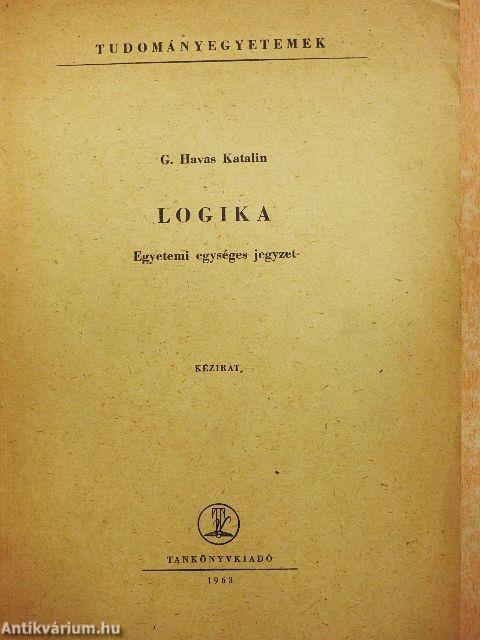 TUDOMÁNYEGYETEMEK
G. Havas Katalin
LOGIKA
Egyetemi egységes jegyzet
KÉZIRAT
TANKÖNYVKIADÓ
1963
Antikvárium.hu